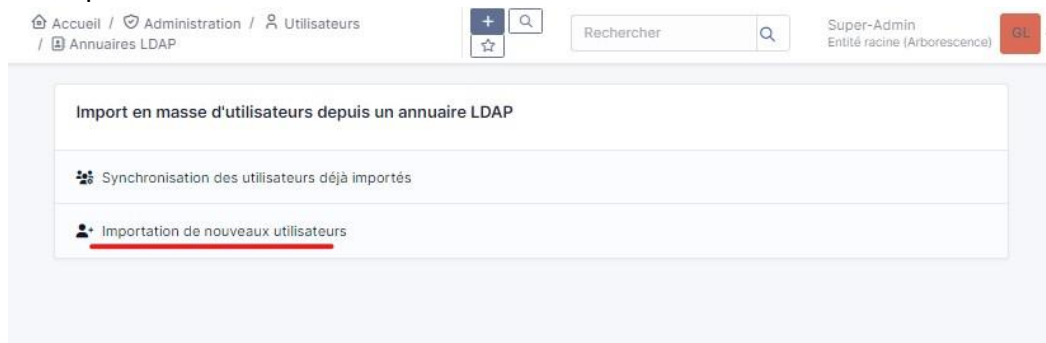 Accueil / Administration / Utilisateurs
/ Annuaires LDAP
Rechercher
Super-Admin
Entité racine (Arborescence)
GL
Import en masse d'utilisateurs depuis un annuaire LDAP
Synchronisation des utilisateurs déjà importés
Importation de nouveaux utilisateurs